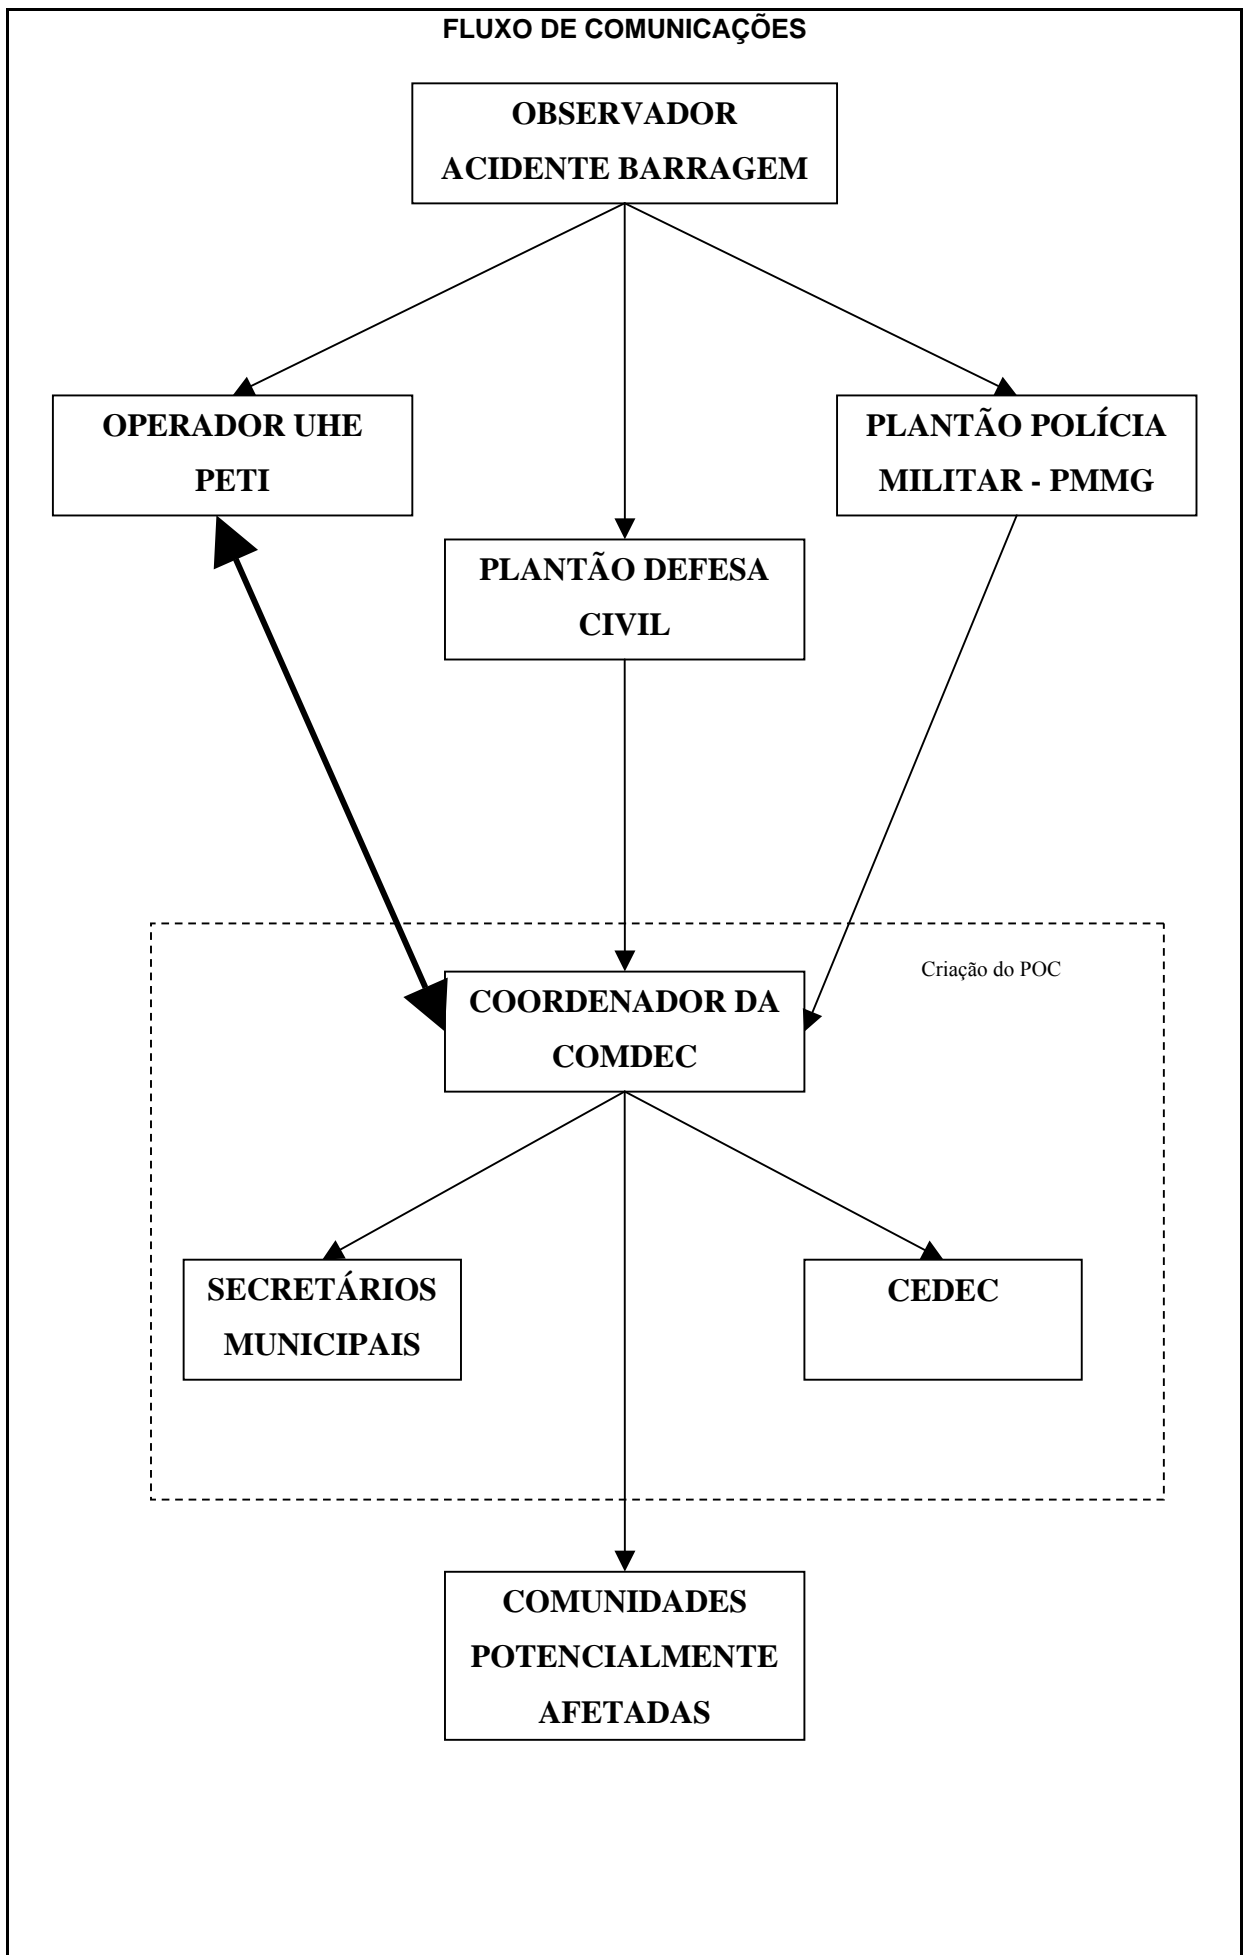 FLUXO DE COMUNICAÇÕES
OBSERVADOR
ACIDENTE BARRAGEM
OPERADOR UHE
PETI
PLANTÃO POLÍCIA
MILITAR - PMMG
PLANTÃO DEFESA
CIVIL
Criação do POC
COORDENADOR DA
COMDEC
SECRETÁRIOS
MUNICIPAIS
CEDEC
COMUNIDADES
POTENCIALMENTE
AFETADAS